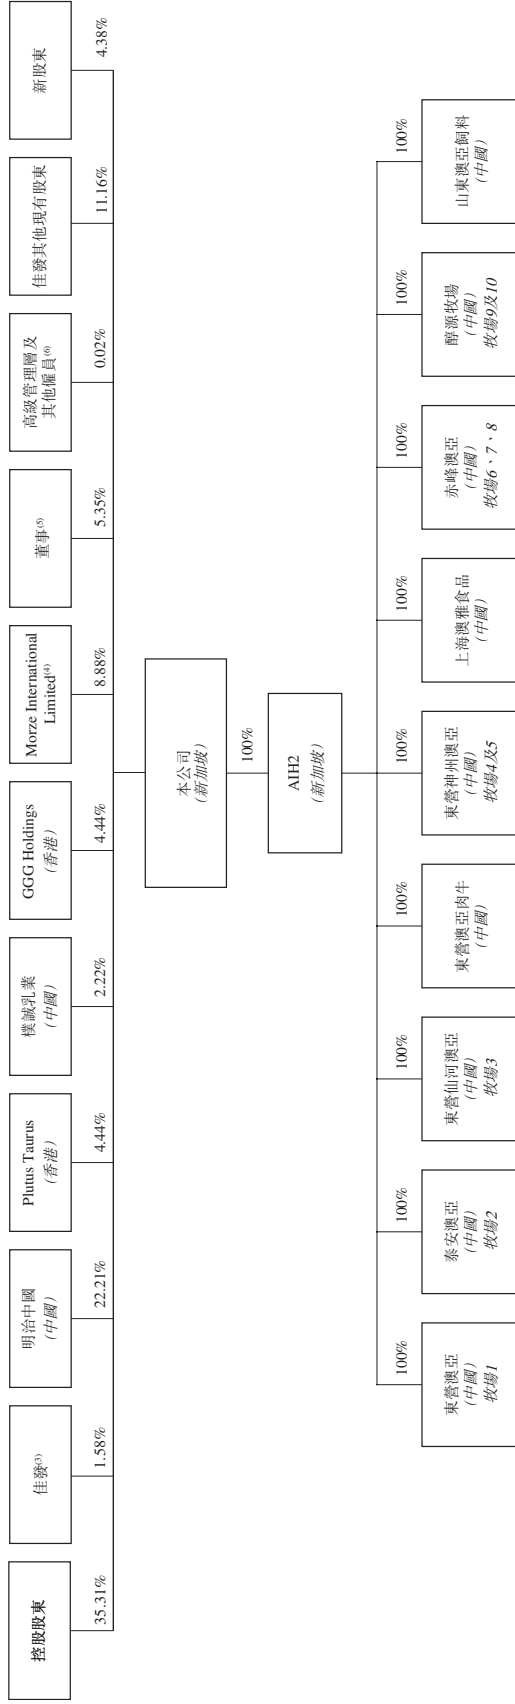 控股股東
佳發(3)
明治中國
(中國)
Plutus Taurus
(香港)
樸誠乳業
(中國)
GGG Holdings
(香港)
Morze International
Limited(4)
董事(5)
高級管理層及
其他僱員(6)
佳發其他現有股東
新股東
35.31%
1.58%
22.21%
4.44%
2.22%
4.44%
8.88%
5.35%
0.02%
11.16%
4.38%
本公司
(新加坡)
100%
AIH2
(新加坡)
100%
100%
100%
100%
100%
100%
100%
100%
100%
東營澳亞
(中國)
牧場1
泰安澳亞
(中國)
牧場2
東營仙河澳亞
(中國)
牧場3
東營澳亞肉牛
(中國)
東營神州澳亞
(中國)
牧場4及5
上海澳雅食品
(中國)
赤峰澳亞
(中國)
牧場6、7、8
醇源牧場
(中國)
牧場9及10
山東澳亞飼料
(中國)